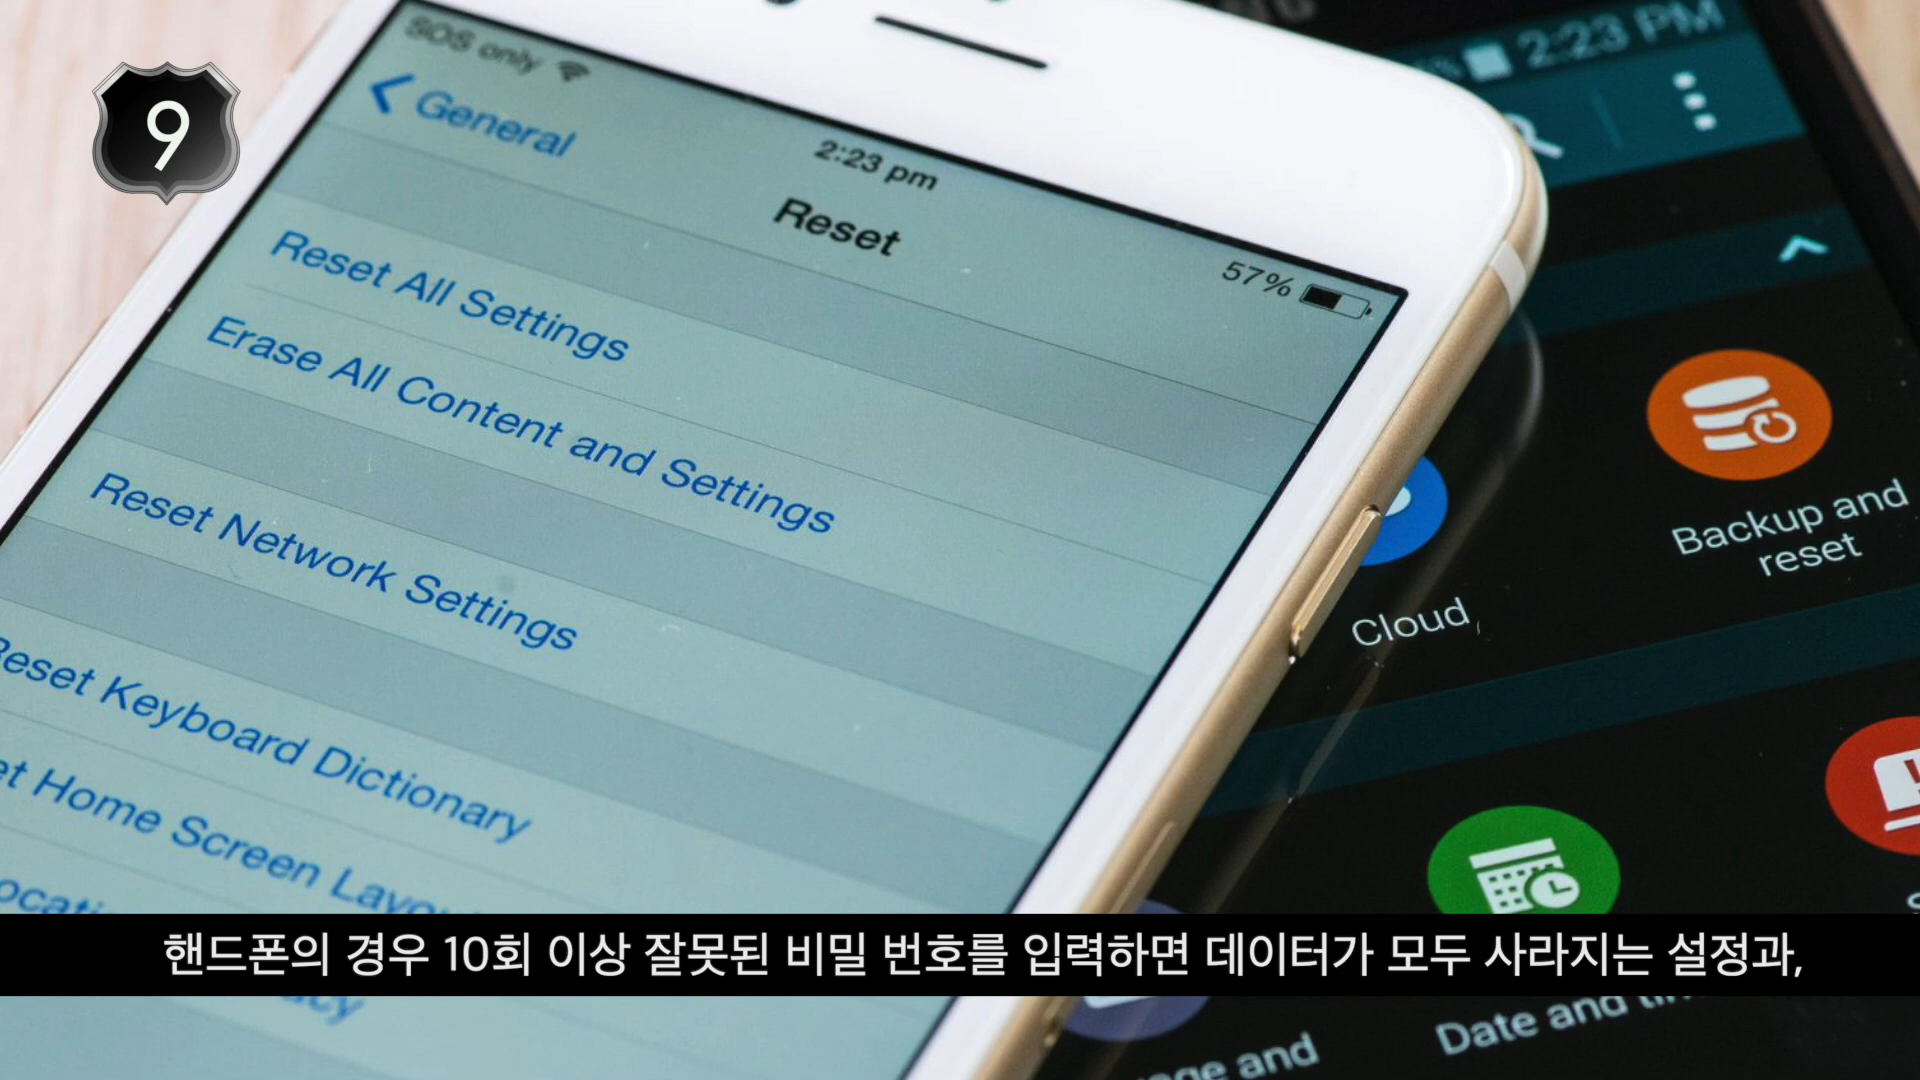 9
SOS only
General
2:23 pm
Reset
57%
Reset All Settings
Erase All Content and Settings
Reset Network Settings
Reset Keyboard Dictionary
Home Screen
2:23 PM
Backup and
reset
Cloud
핸드폰의 경우 10회 이상 잘못된 비밀 번호를 입력하면 데이터가 모두 사라지는 설정과,
Date and
and